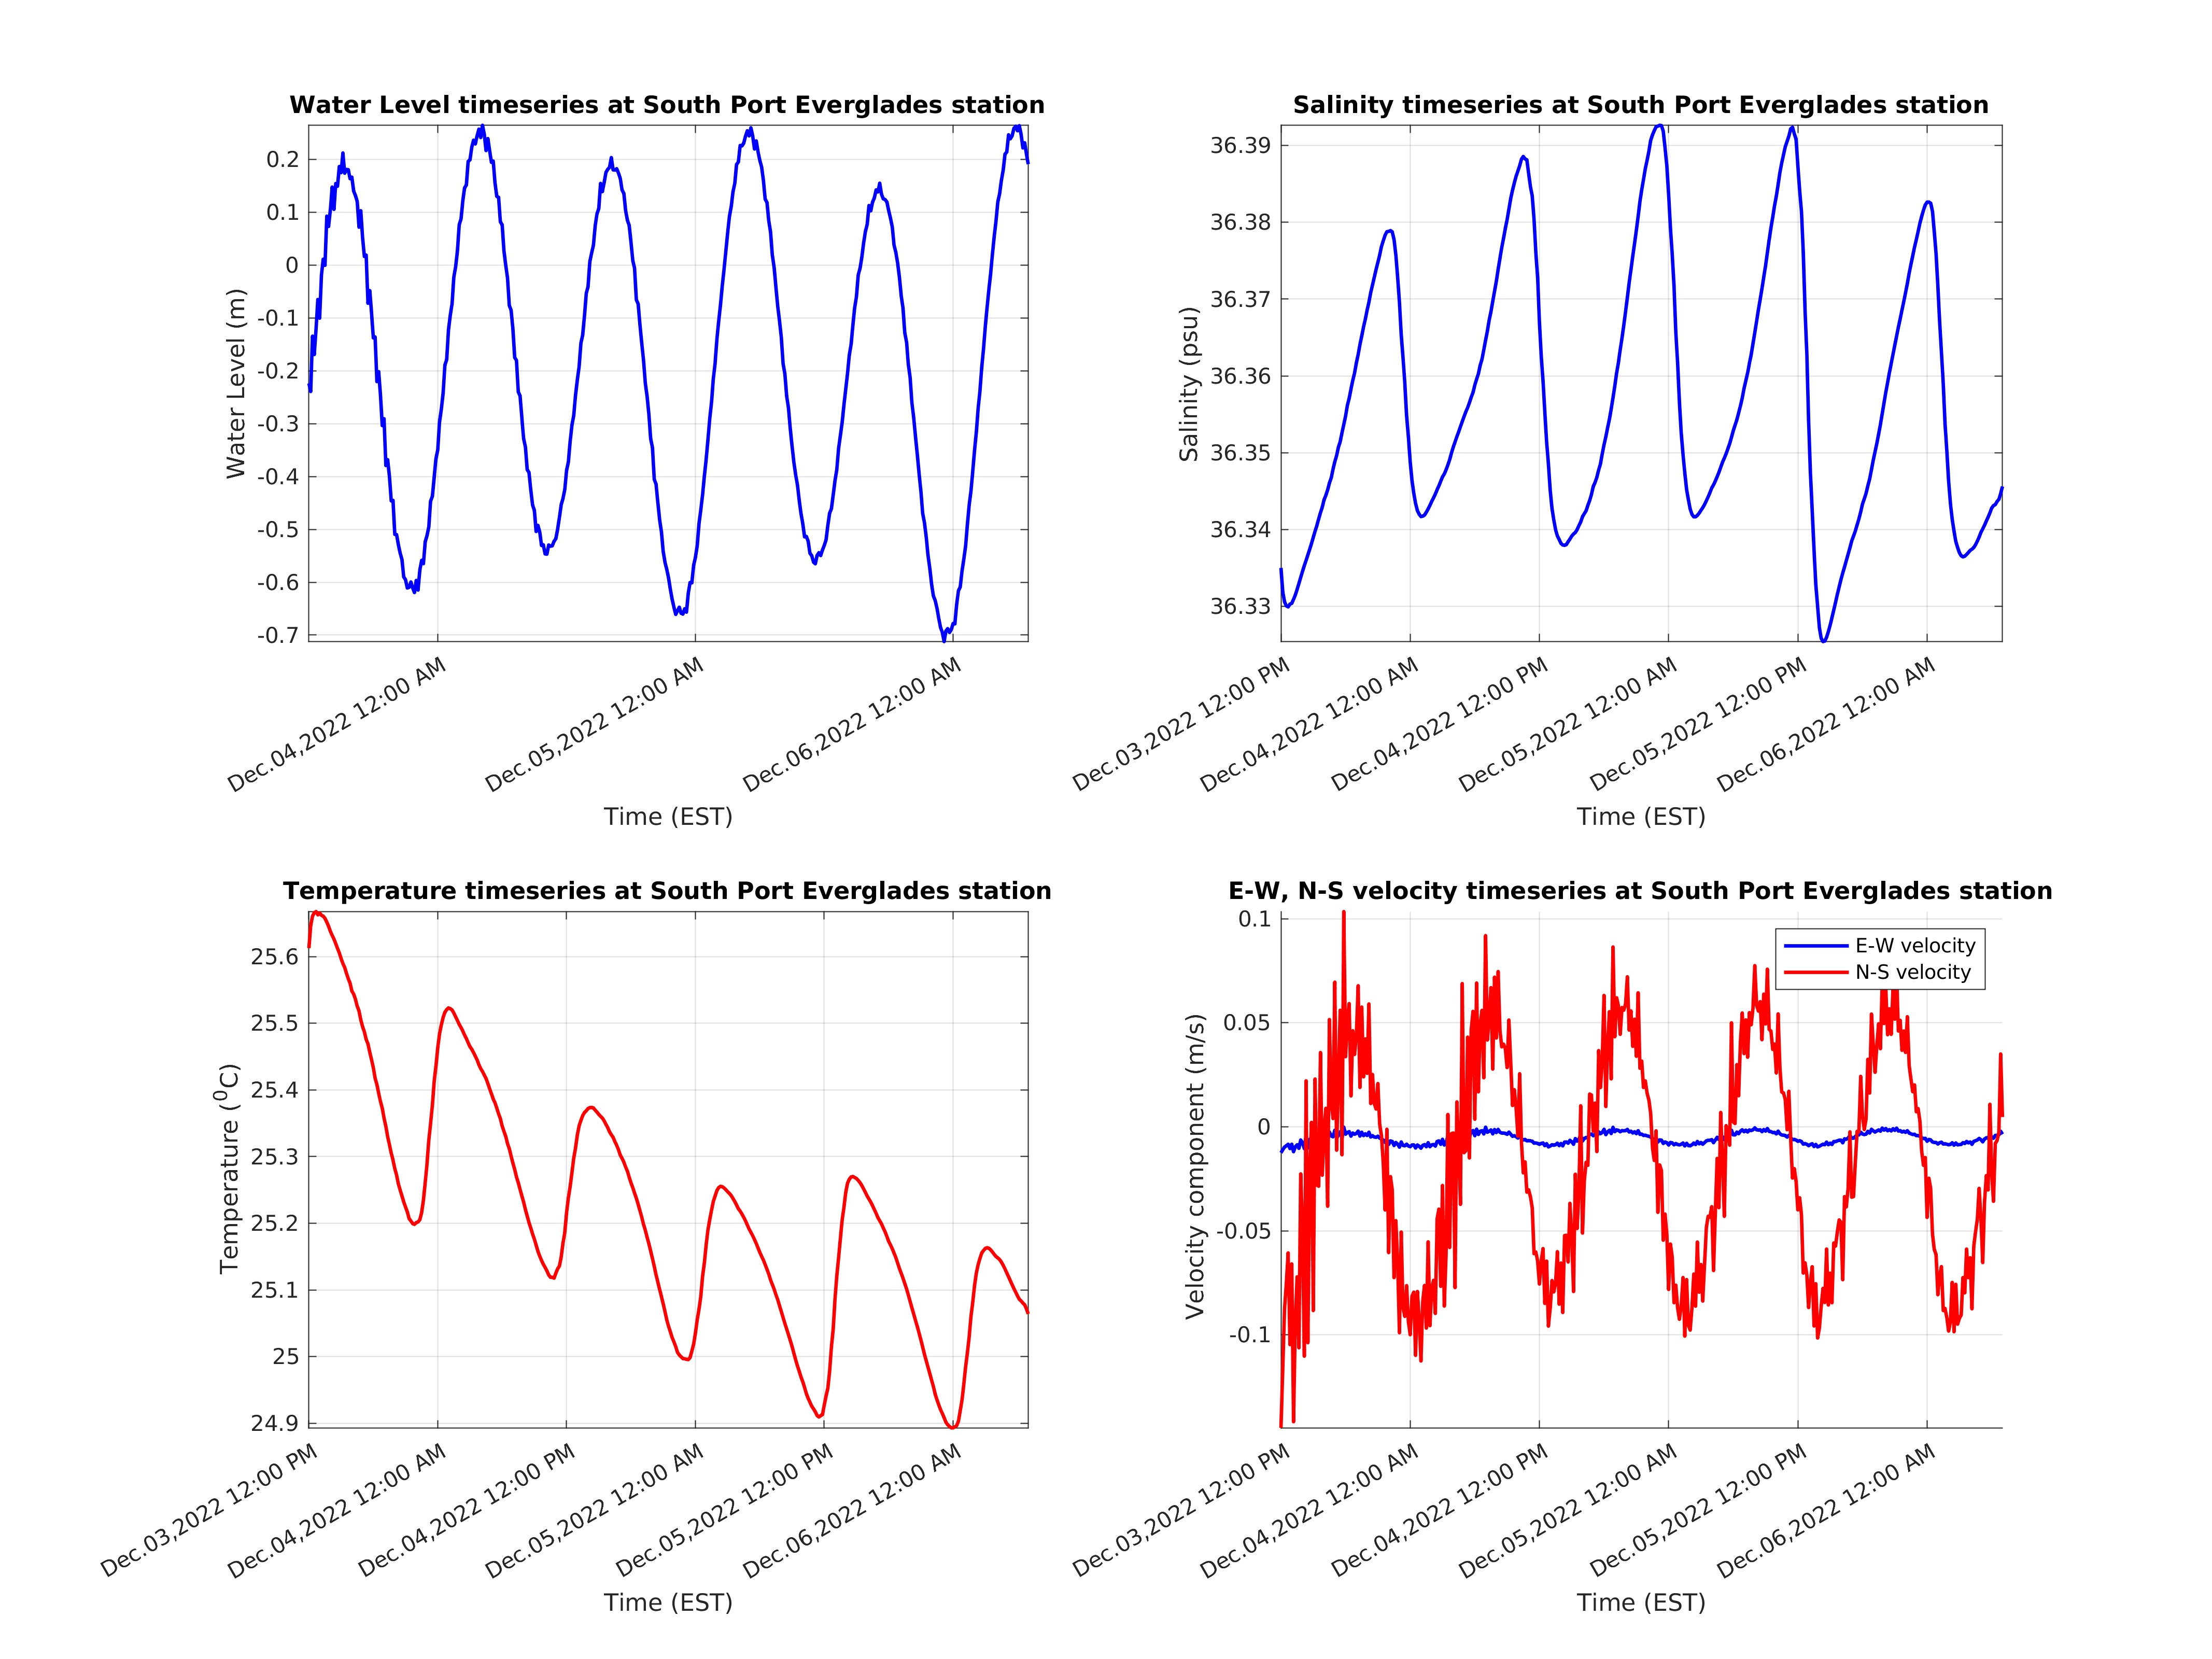 Water Level timeseries at South Port Everglades station
Water Level (m)
0.2
0.1
0
-0.1
-0.2
-0.3
-0.4
-0.5
-0.6
-0.7
Dec.04,2022 12:00 AM
Dec.05,2022 12:00 AM
Dec.06,2022 12:00 AM
Time (EST)
Salinity timeseries at South Port Everglades station
Salinity (psu)
36.39
36.38
36.37
36.36
36.35
36.34
36.33
Dec.03,2022 12:00 PM
Dec.04,2022 12:00 AM
Dec.04,2022 12:00 PM
Dec.05,2022 12:00 AM
Dec.05,2022 12:00 PM
Dec.06,2022 12:00 AM
Time (EST)
Temperature timeseries at South Port Everglades station
Temperature (⁰C)
25.6
25.5
25.4
25.3
25.2
25.1
25
24.9
Dec.03,2022 12:00 PM
Dec.04,2022 12:00 AM
Dec.04,2022 12:00 PM
Dec.05,2022 12:00 AM
Dec.05,2022 12:00 PM
Dec.06,2022 12:00 AM
Time (EST)
E-W, N-S velocity timeseries at South Port Everglades station
Velocity component (m/s)
0.1
0.05
0
-0.05
-0.1
E-W velocity
N-S velocity
Dec.03,2022 12:00 PM
Dec.04,2022 12:00 AM
Dec.04,2022 12:00 PM
Dec.05,2022 12:00 AM
Dec.05,2022 12:00 PM
Dec.06,2022 12:00 AM
Time (EST)